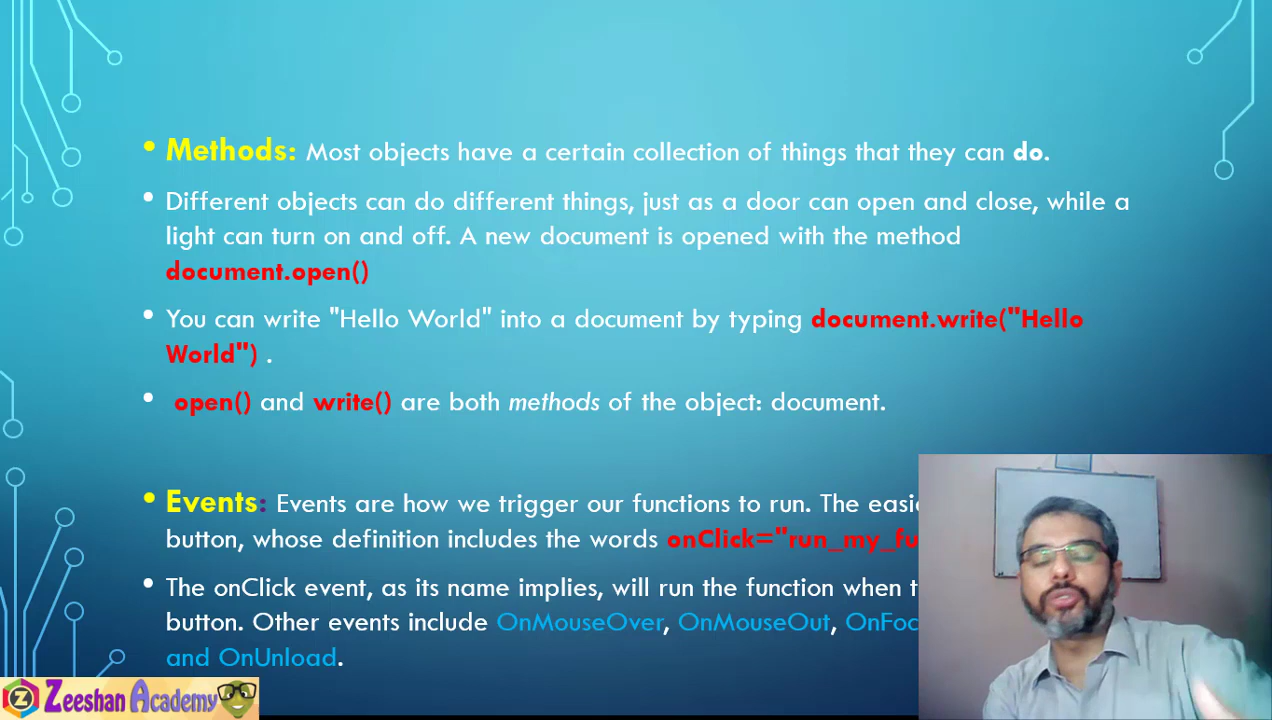 Methods: Most objects have a certain collection of things that they can do.
Different objects can do different things, just as a door can open and close, while a
light can turn on and off. A new document is opened with the method
document.open()
You can write "Hello World" into a document by typing document.write("Hello
World") .
open() and write() are both methods of the object: document.
Events: Events are how we trigger our functions to run. The
button, whose definition includes the words
The onClick event, as its name implies, will run the function when
button. Other events include OnMouseOver, OnMouseOut,
and OnUnload.
Zeeshan Academy